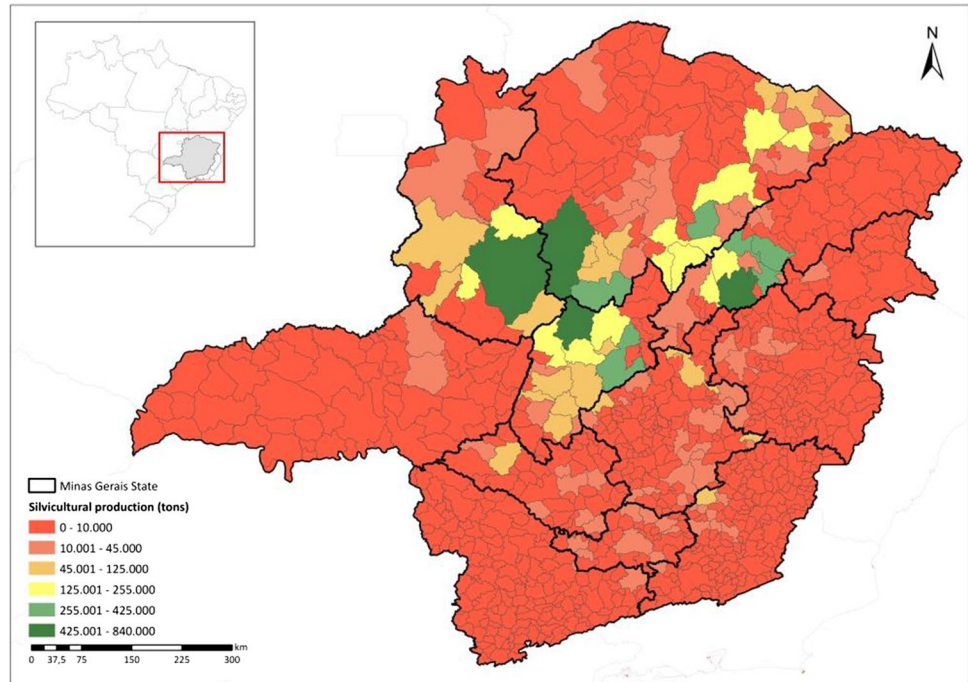 N
Minas Gerais State
Silvicultural production (tons)
0 - 10.000
10.001 - 45.000
45.001 - 125.000
125.001 - 255.000
255.001 - 425.000
425.001 - 840.000
km
0 37,5 75 150 225 300